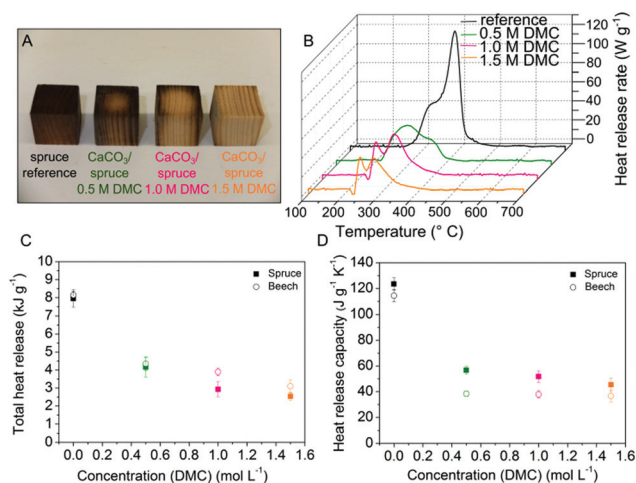 A
spruce reference
CaCO3/ spruce 0.5 M DMC
CaCO3/ spruce 1.0 M DMC
CaCO3/ spruce 1.5 M DMC
B
reference
0.5 M DMC
1.0 M DMC
1.5 M DMC
120
100
80
60
40
20
0
Heat release rate (W g-1)
100 200 300 400 500 600 700
Temperature (° C)
C
Spruce
Beech
10
9
8
7
6
5
4
3
2
1
0
Total heat release (kJ g-1)
0.0 0.2 0.4 0.6 0.8 1.0 1.2 1.4 1.6
Concentration (DMC) (mol L-1)
D
Spruce
Beech
140
120
100
80
60
40
20
0
Heat release capacity (J g-1 K-1)
0.0 0.2 0.4 0.6 0.8 1.0 1.2 1.4 1.6
Concentration (DMC) (mol L-1)